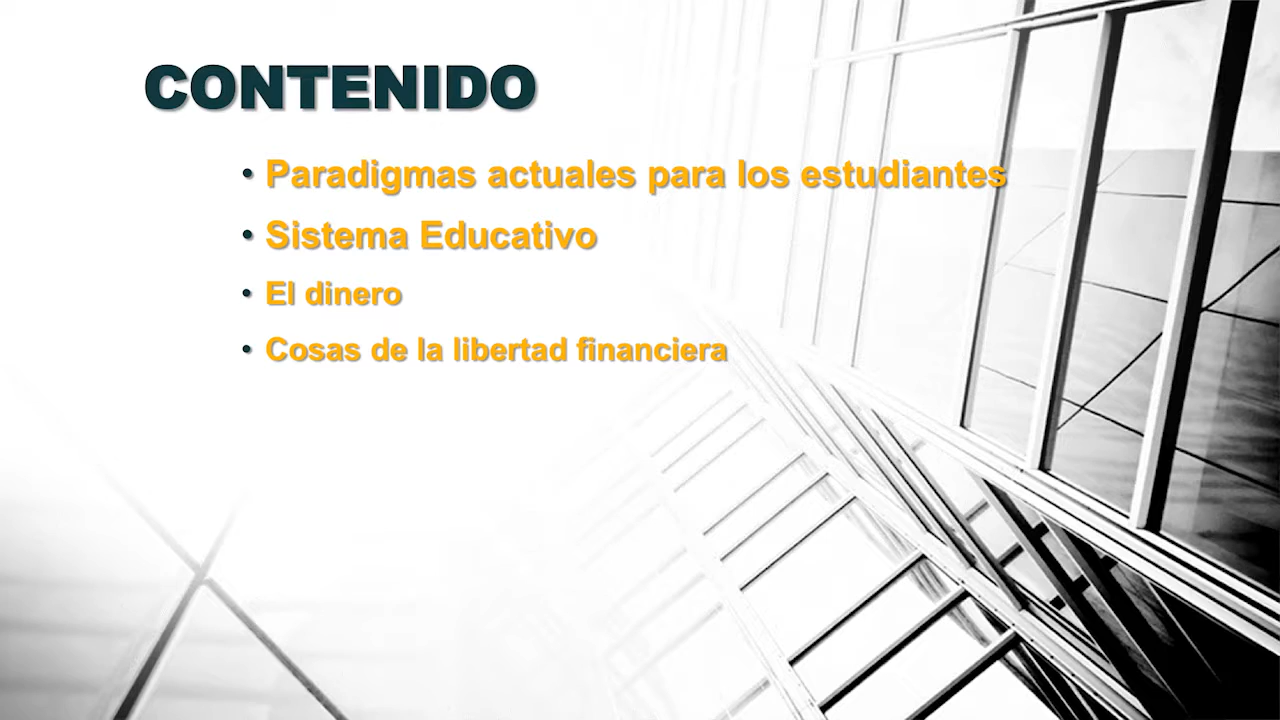 CONTENIDO
• Paradigmas actuales para los estudiantes
• Sistema Educativo
• El dinero
• Cosas de la libertad financiera